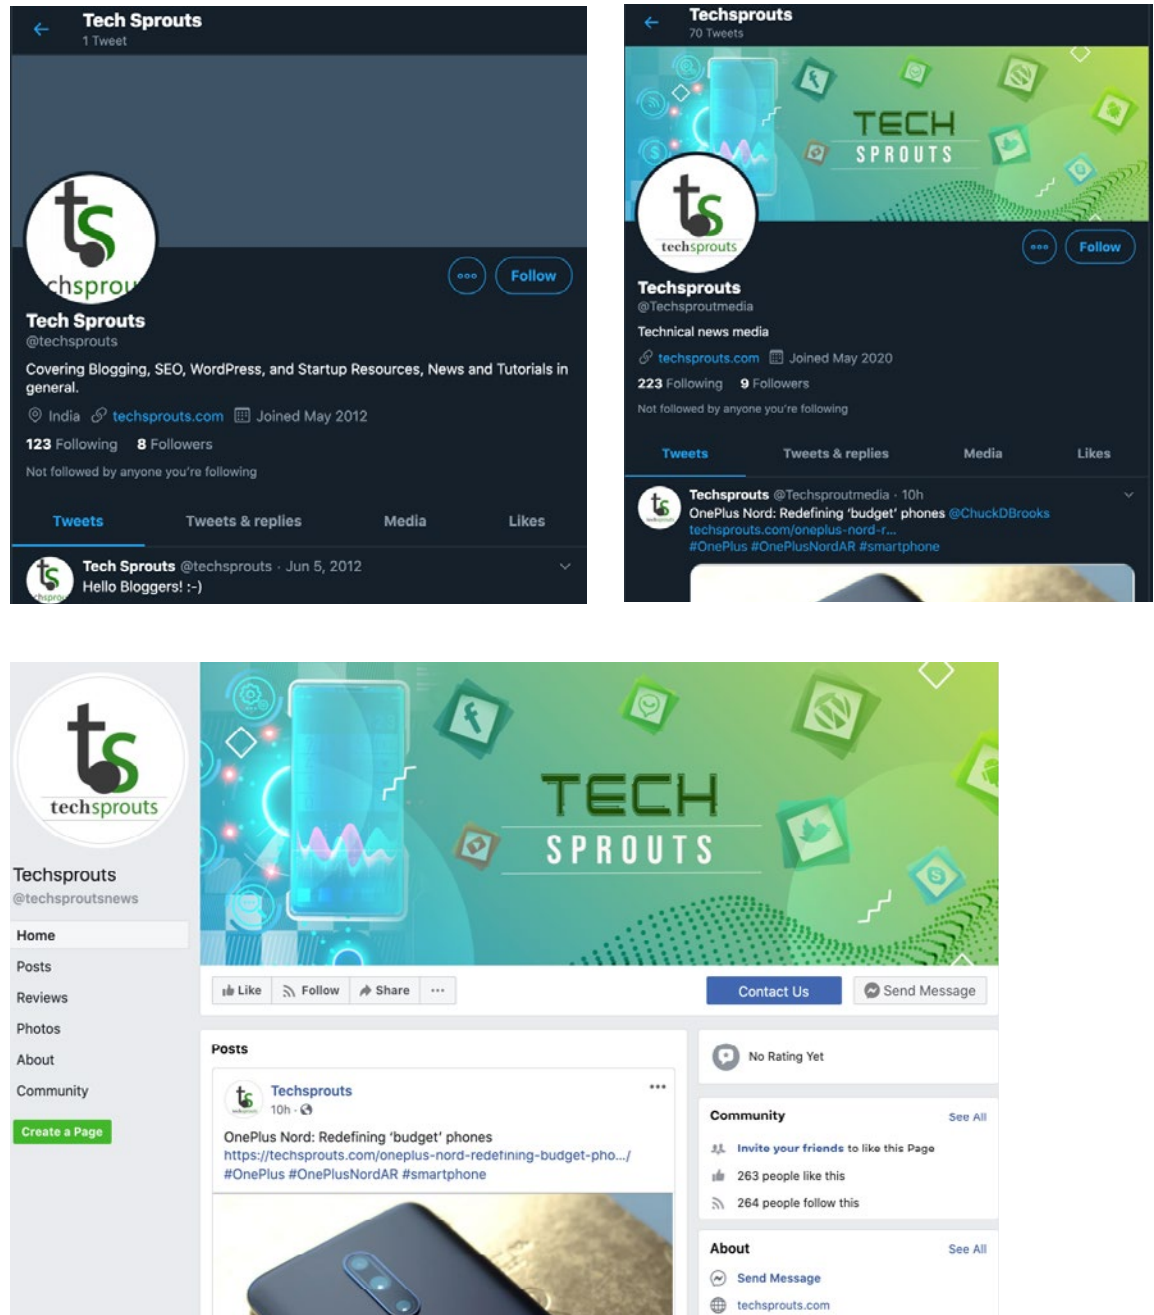 Tech Sprouts
1 Tweet
ts
chsprou
Follow
Tech Sprouts
@techsprouts
Covering Blogging, SEO, WordPress, and Startup Resources, News and Tutorials in
general.
India techsprouts.com Joined May 2012
123 Following 8 Followers
Not followed by anyone you're following
Tweets Tweets & replies Media Likes
Tech Sprouts @techsprouts · Jun 5, 2012
Hello Bloggers! :-)
Techsprouts
70 Tweets
TECH
SPROUTS
ts
techsprouts
Follow
Techsprouts
@Techsproutmedia
Technical news media
techsprouts.com Joined May 2020
223 Following 9 Followers
Not followed by anyone you're following
Tweets Tweets & replies Media Likes
Techsprouts @Techsproutmedia · 10h
OnePlus Nord: Redefining 'budget' phones @ChuckDBrooks
techsprouts.com/oneplus-nord-r...
#OnePlus #OnePlusNordAR #smartphone
ts
techsprouts
Techsprouts
@techsproutsnews
Home
Posts
Reviews
Photos
About
Community
Create a Page
TECH
SPROUTS
Like Follow Share ... Contact Us Send Message
Posts
Techsprouts
10h ·
OnePlus Nord: Redefining 'budget' phones
https://techsprouts.com/oneplus-nord-redefining-budget-pho.../
#OnePlus #OnePlusNordAR #smartphone
No Rating Yet
Community See All
Invite your friends to like this Page
263 people like this
264 people follow this
About See All
Send Message
techsprouts.com